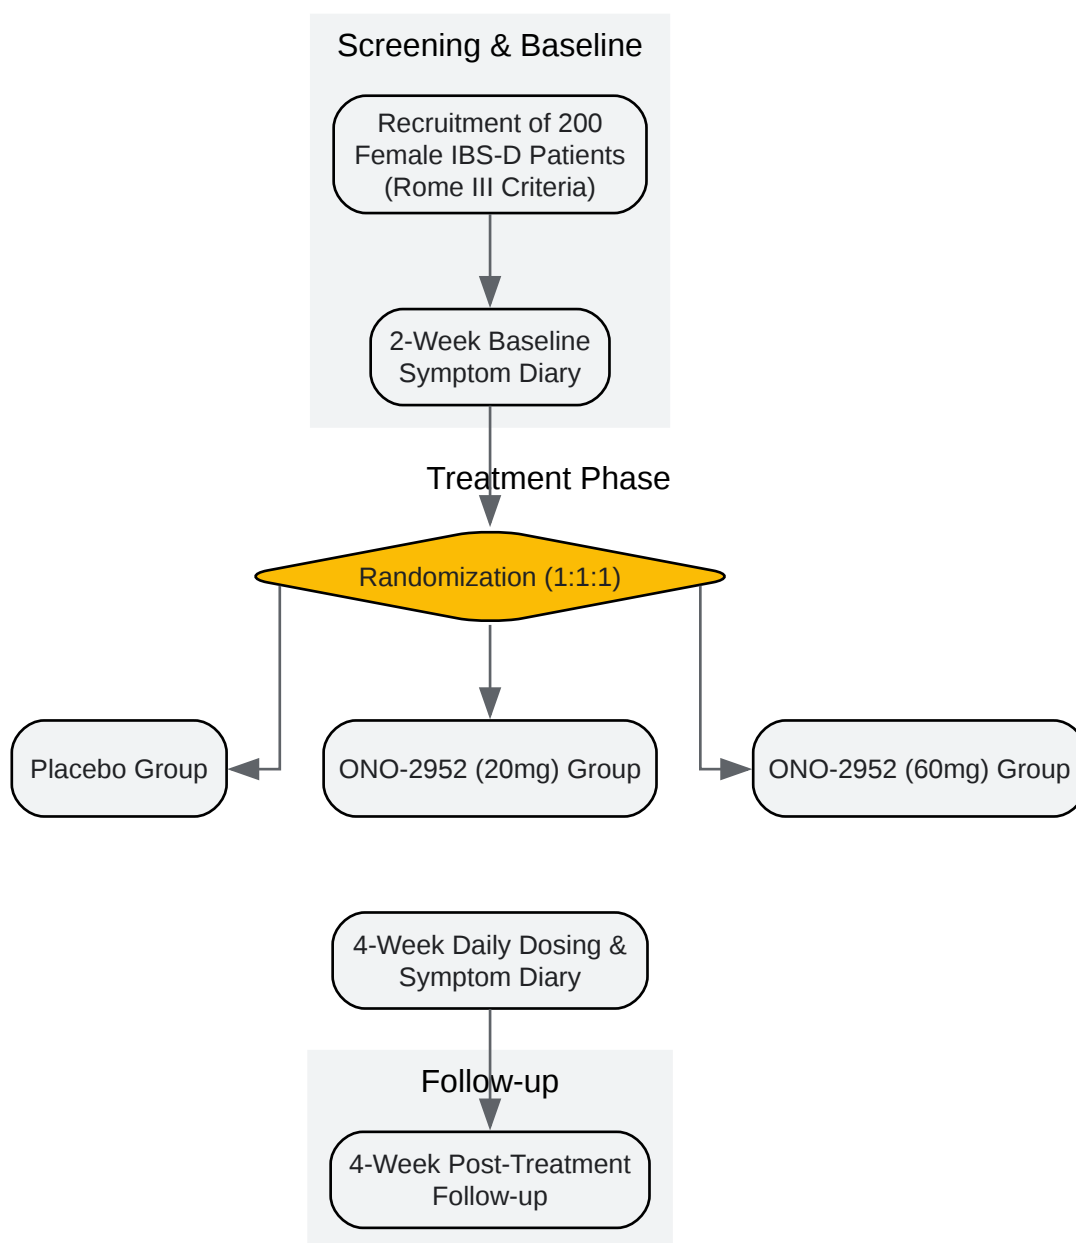 Screening & Baseline
Recruitment of 200
Female IBS-D Patients
(Rome III Criteria)
2-Week Baseline
Symptom Diary
Treatment Phase
Randomization (1:1:1)
Placebo Group
ONO-2952 (20mg) Group
ONO-2952 (60mg) Group
4-Week Daily Dosing &
Symptom Diary
Follow-up
4-Week Post-Treatment
Follow-up